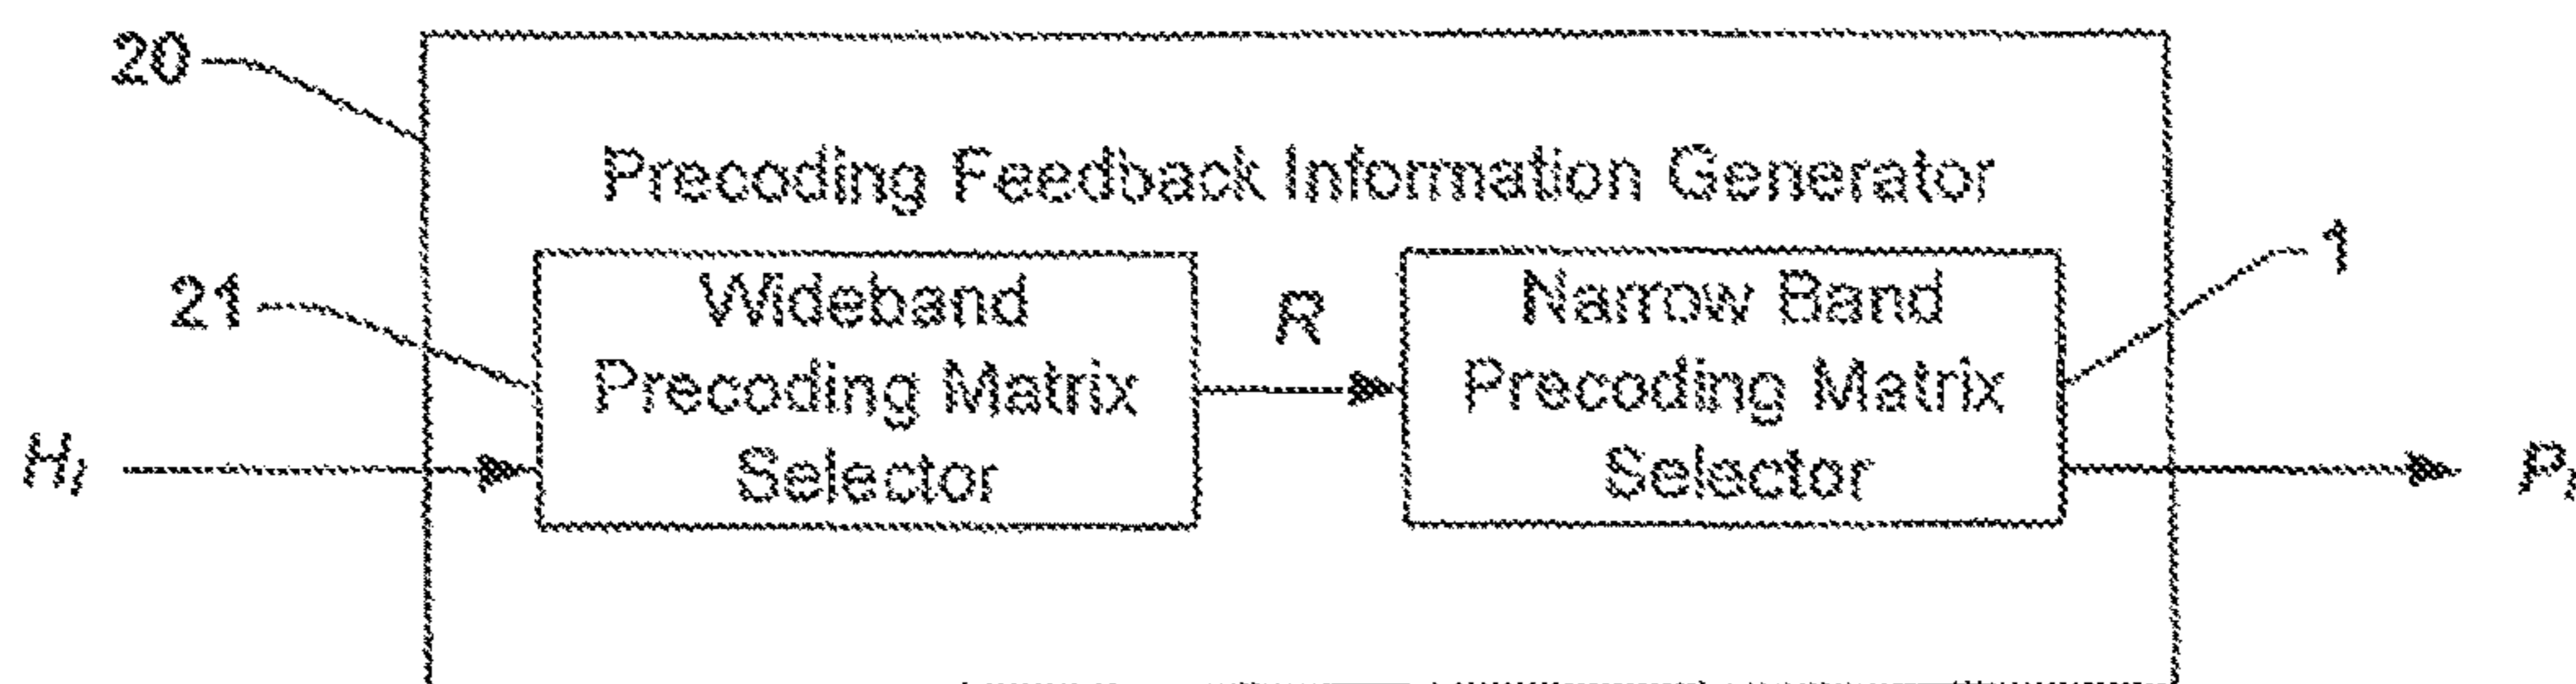 20
Precoding Feedback Information Generator
21
Wideband
Precoding Matrix
Selector
R
Narrow Band
Precoding Matrix
Selector
1
H
P